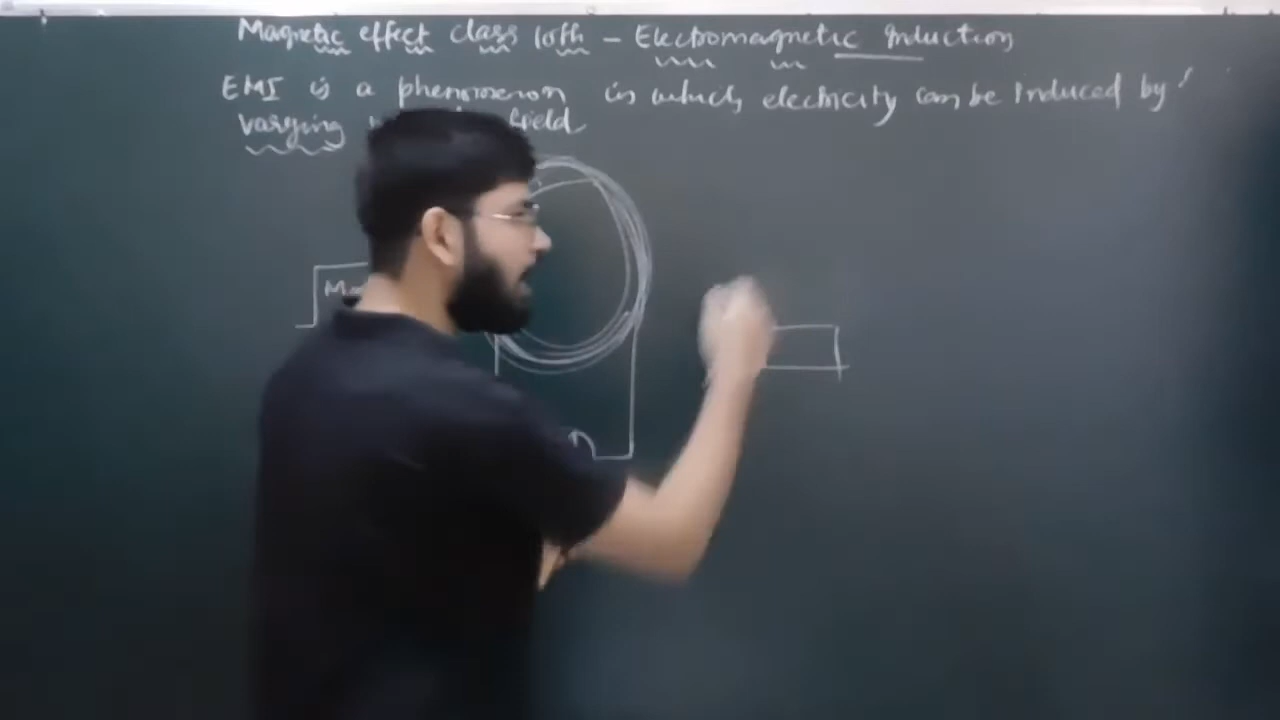 Magnetic effect class 10th – Electromagnetic Induction
EMI is a phenomenon in which electricity can be induced by
varying field